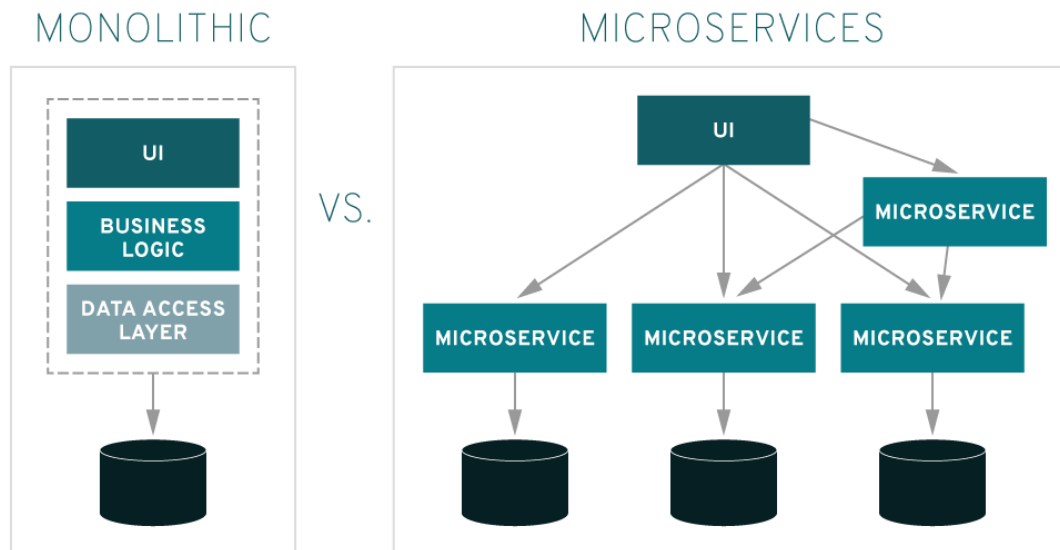 MONOLITHIC
UI
BUSINESS
LOGIC
DATA ACCESS
LAYER
VS.
MICROSERVICES
UI
MICROSERVICE
MICROSERVICE
MICROSERVICE
MICROSERVICE